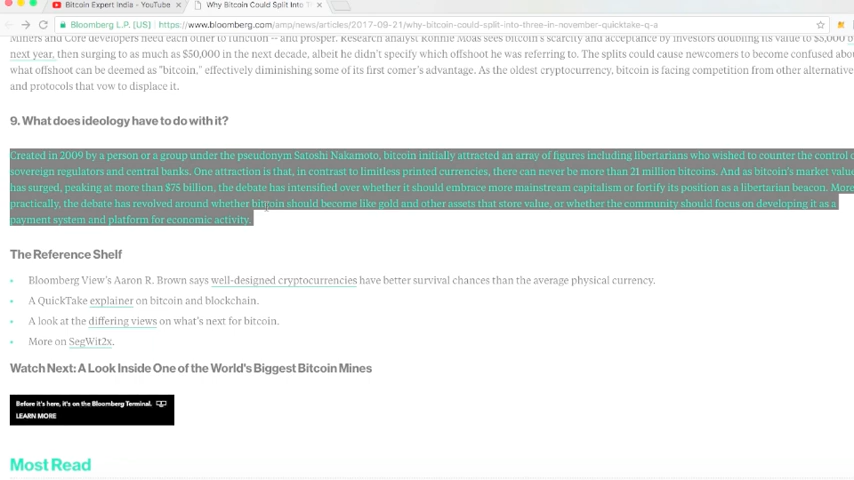 Bitcoin Expert India - YouTube × Why Bitcoin Could Split Into Th ×
Bloomberg L.P. [US] https://www.bloomberg.com/amp/news/articles/2017-09-21/why-bitcoin-could-split-into-three-in-november-quicktake-q-a
Miners and Core developers need each other to function -- and prosper. Research analyst Ronnie Moas sees bitcoin's scarcity and acceptance by investors doubling its value to $5,000 by
next year, then surging to as much as $50,000 in the next decade, albeit he didn't specify which offshoot he was referring to. The splits could cause newcomers to become confused abou
what offshoot can be deemed as "bitcoin," effectively diminishing some of its first comer's advantage. As the oldest cryptocurrency, bitcoin is facing competition from other alternative
and protocols that vow to displace it.
9. What does ideology have to do with it?
Created in 2009 by a person or a group under the pseudonym Satoshi Nakamoto, bitcoin initially attracted an array of figures including libertarians who wished to counter the control o
sovereign regulators and central banks. One attraction is that, in contrast to limitless printed currencies, there can never be more than 21 million bitcoins. And as bitcoin's market value
has surged, peaking at more than $75 billion, the debate has intensified over whether it should embrace more mainstream capitalism or fortify its position as a libertarian beacon. More
practically, the debate has revolved around whether bitcoin should become like gold and other assets that store value, or whether the community should focus on developing it as a
payment system and platform for economic activity.
The Reference Shelf
• Bloomberg View's Aaron R. Brown says well-designed cryptocurrencies have better survival chances than the average physical currency.
• A QuickTake explainer on bitcoin and blockchain.
• A look at the differing views on what's next for bitcoin.
• More on SegWit2x.
Watch Next: A Look Inside One of the World's Biggest Bitcoin Mines
Before it's here, it's on the Bloomberg Terminal.
LEARN MORE
Most Read